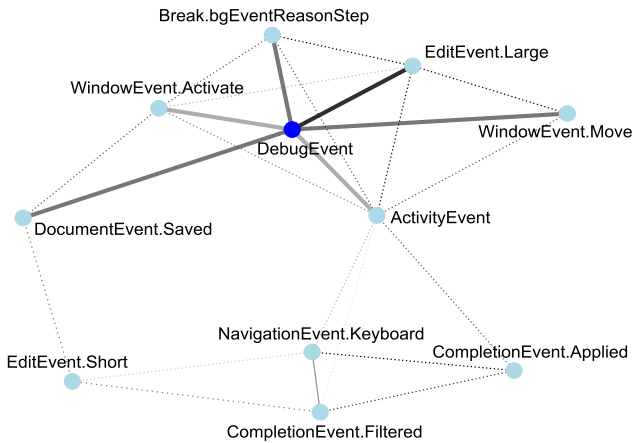 Break.bgEventReasonStep
EditEvent.Large
WindowEvent.Activate
WindowEvent.Move
DebugEvent
ActivityEvent
DocumentEvent.Saved
NavigationEvent.Keyboard
CompletionEvent.Applied
EditEvent.Short
CompletionEvent.Filtered